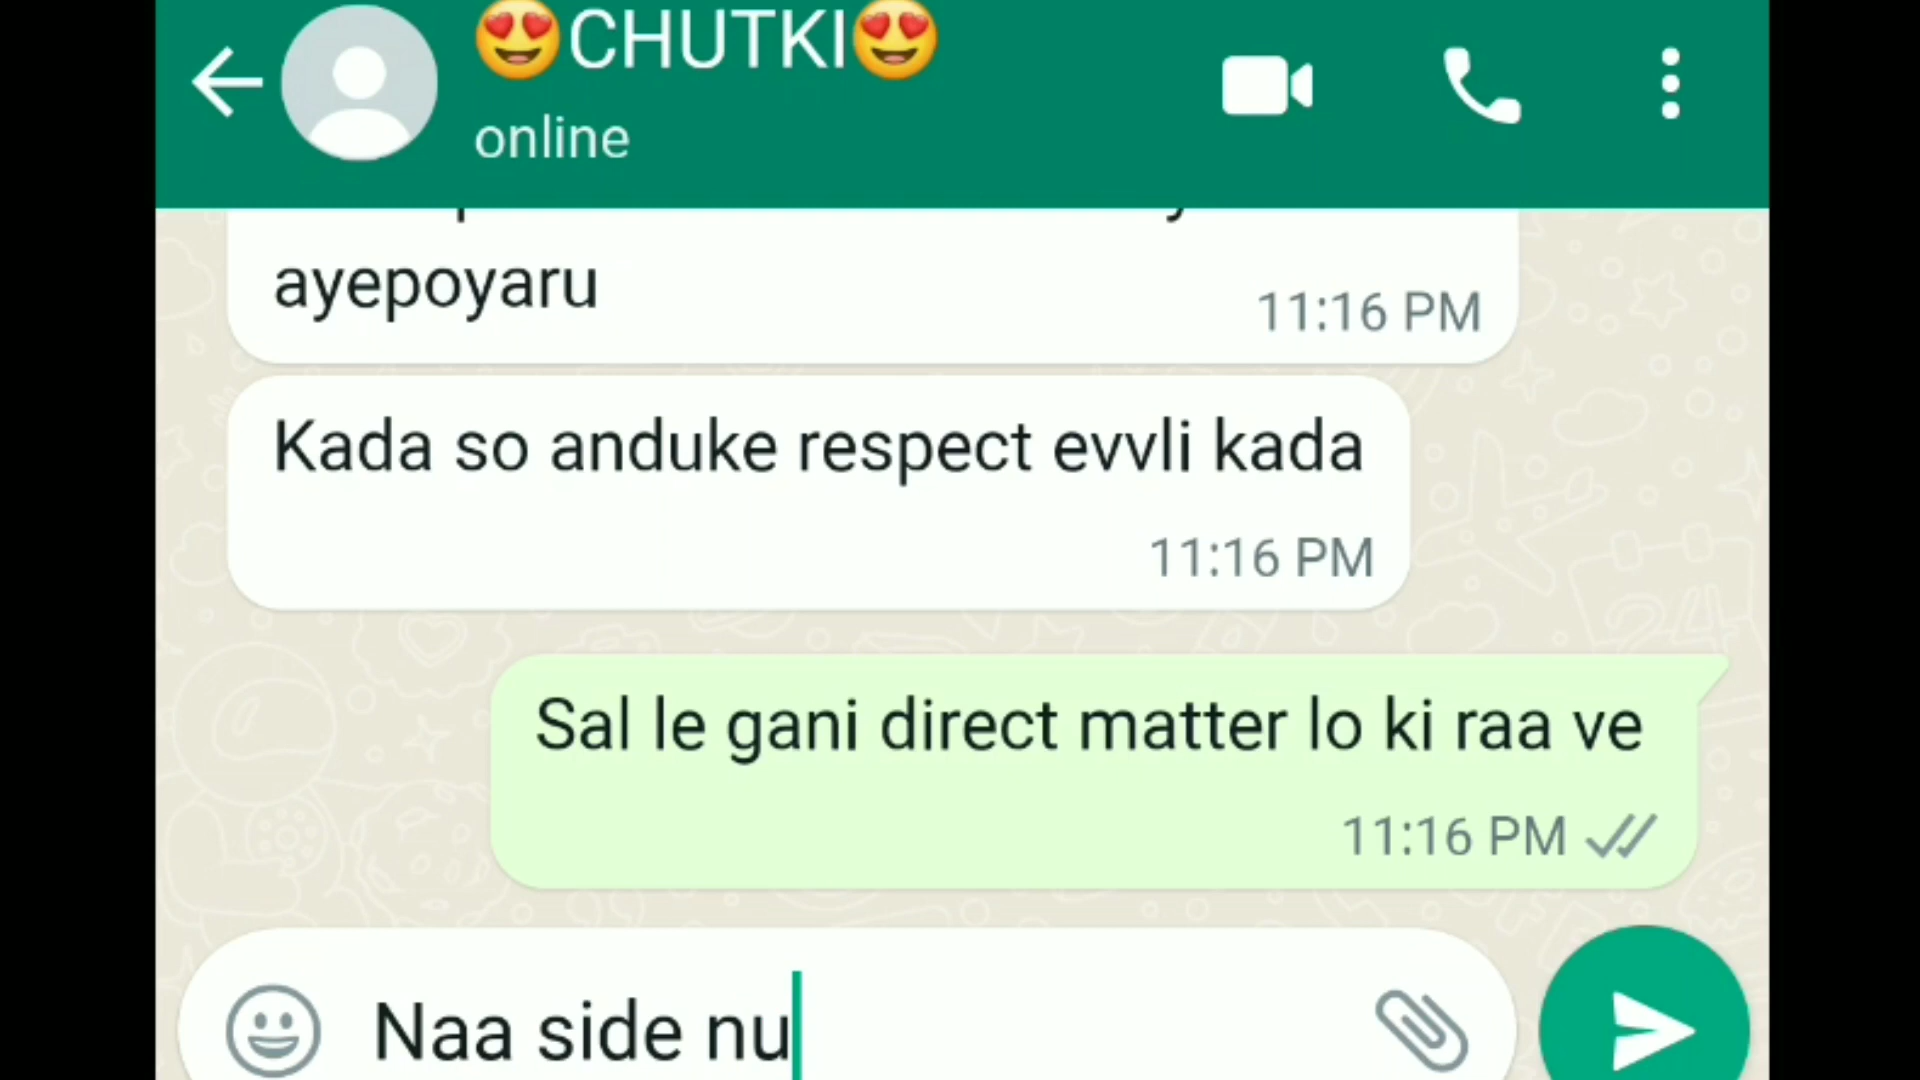 😍CHUTKI😍
online
ayepoyaru
11:16 PM
Kada so anduke respect evvli kada
11:16 PM
Sal le gani direct matter lo ki raa ve
11:16 PM
Naa side nu